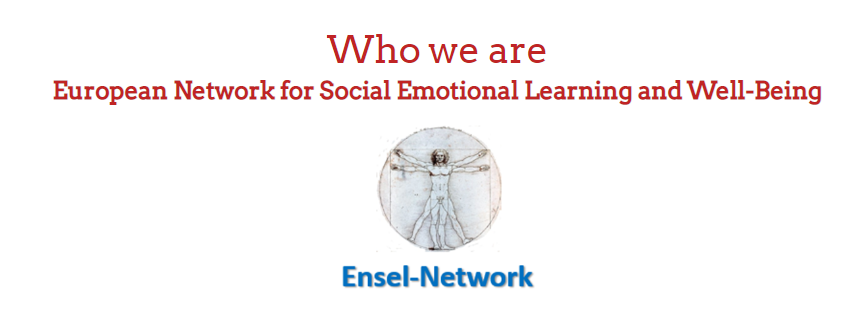 Who we are
European Network for Social Emotional Learning and Well-Being
Ensel-Network